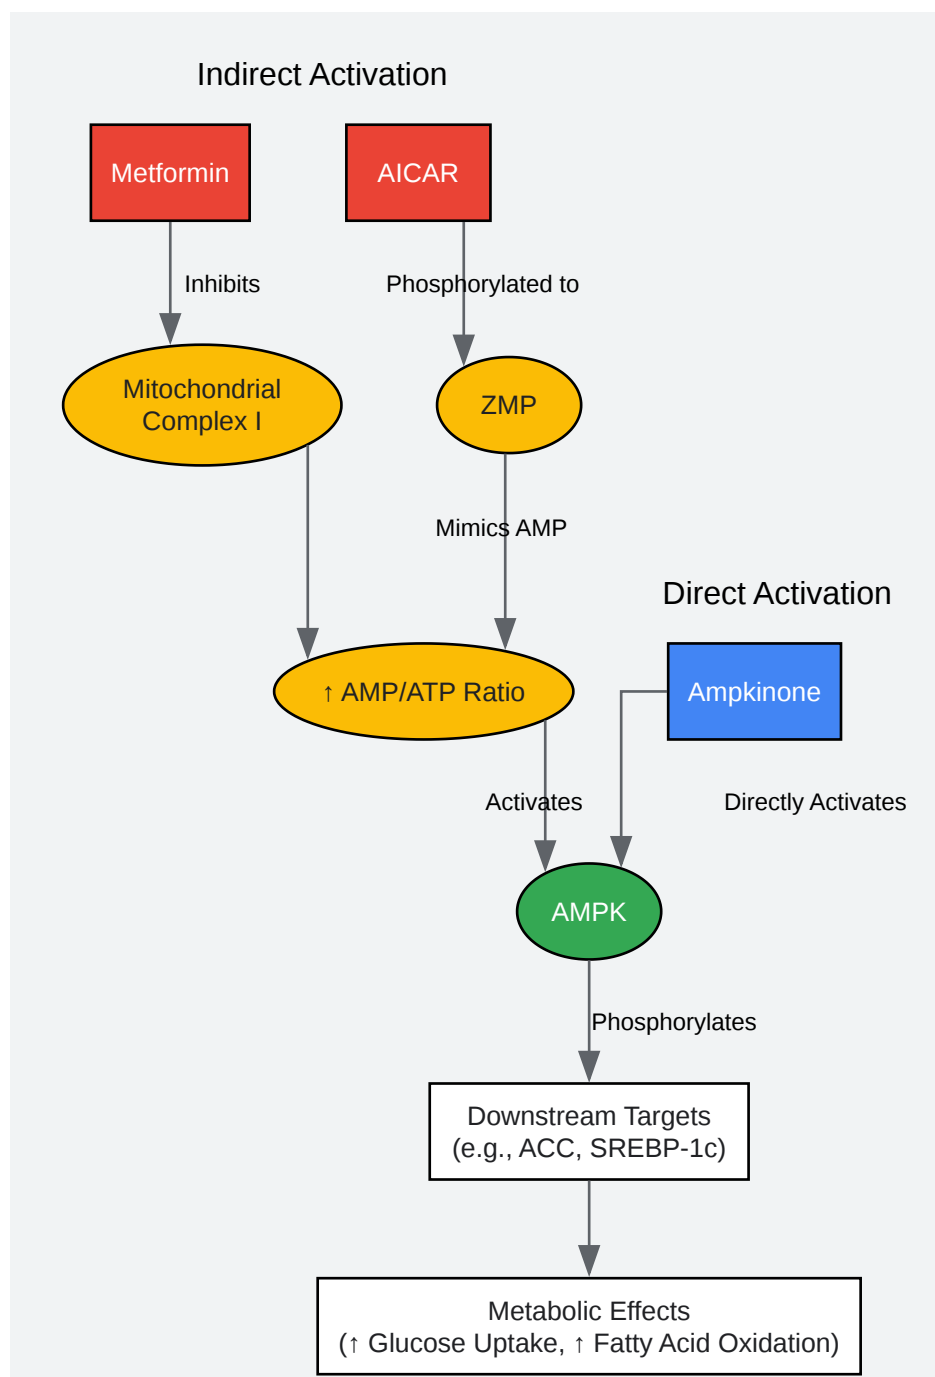 Indirect Activation
Metformin
AICAR
Inhibits
Phosphorylated to
Mitochondrial
Complex I
ZMP
Mimics AMP
Direct Activation
↑ AMP/ATP Ratio
Ampkinone
Activates
Directly Activates
AMPK
Phosphorylates
Downstream Targets
(e.g., ACC, SREBP-1c)
Metabolic Effects
(↑ Glucose Uptake, ↑ Fatty Acid Oxidation)